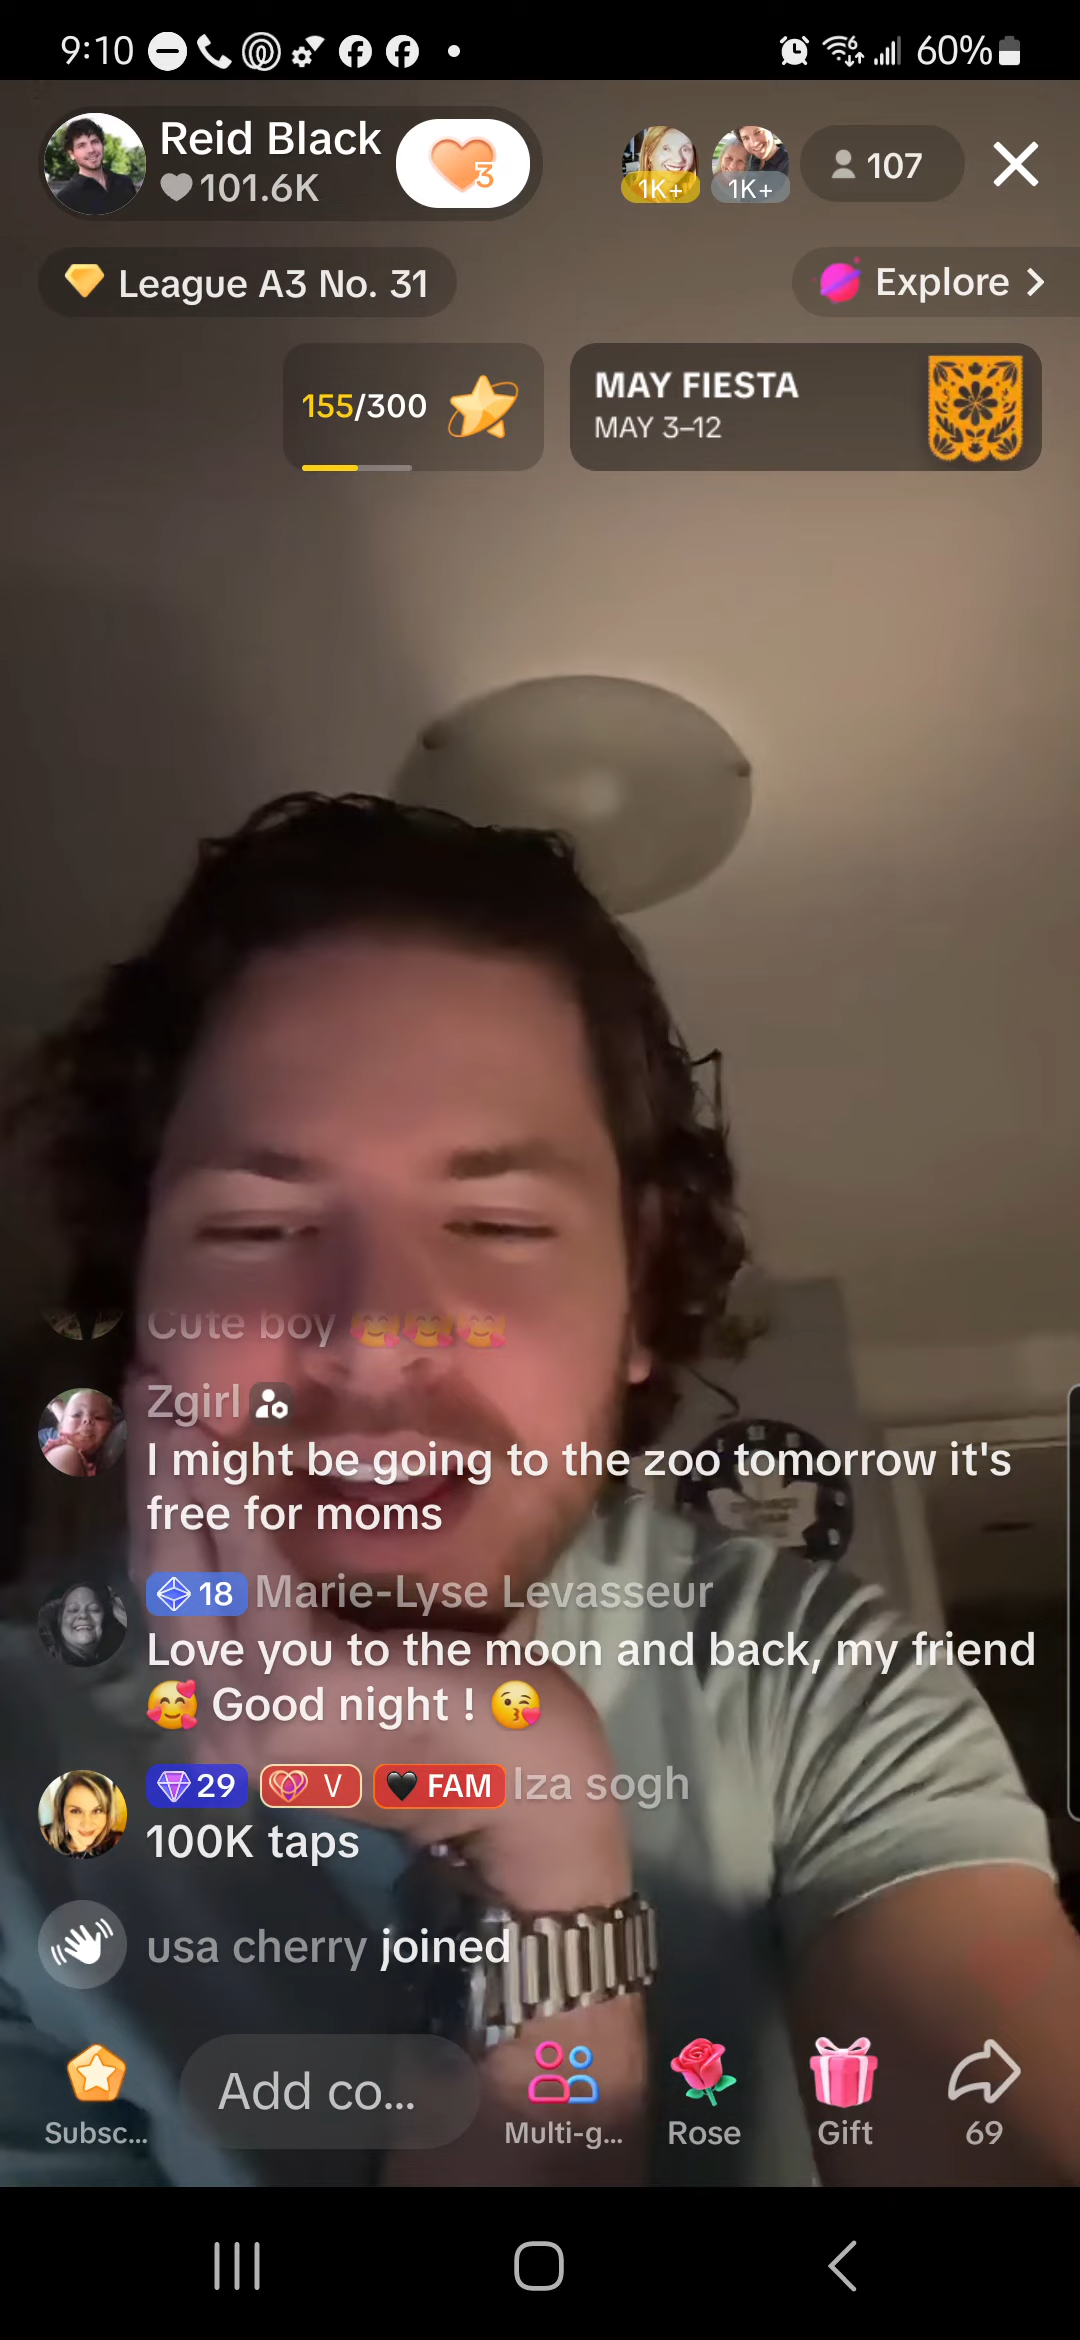 9:10
60%
Reid Black
101.6K
3
1K+
1K+
107
League A3 No. 31
Explore
155/300
MAY FIESTA
MAY 3–12
Cute boy 🥰🥰🥰
Zgirl
I might be going to the zoo tomorrow it's
free for moms
18 Marie-Lyse Levasseur
Love you to the moon and back, my friend
🥰 Good night ! 😘
29 V 🖤 FAM Iza sogh
100K taps
usa cherry joined
Subsc...
Add co...
Multi-g...
Rose
Gift
69